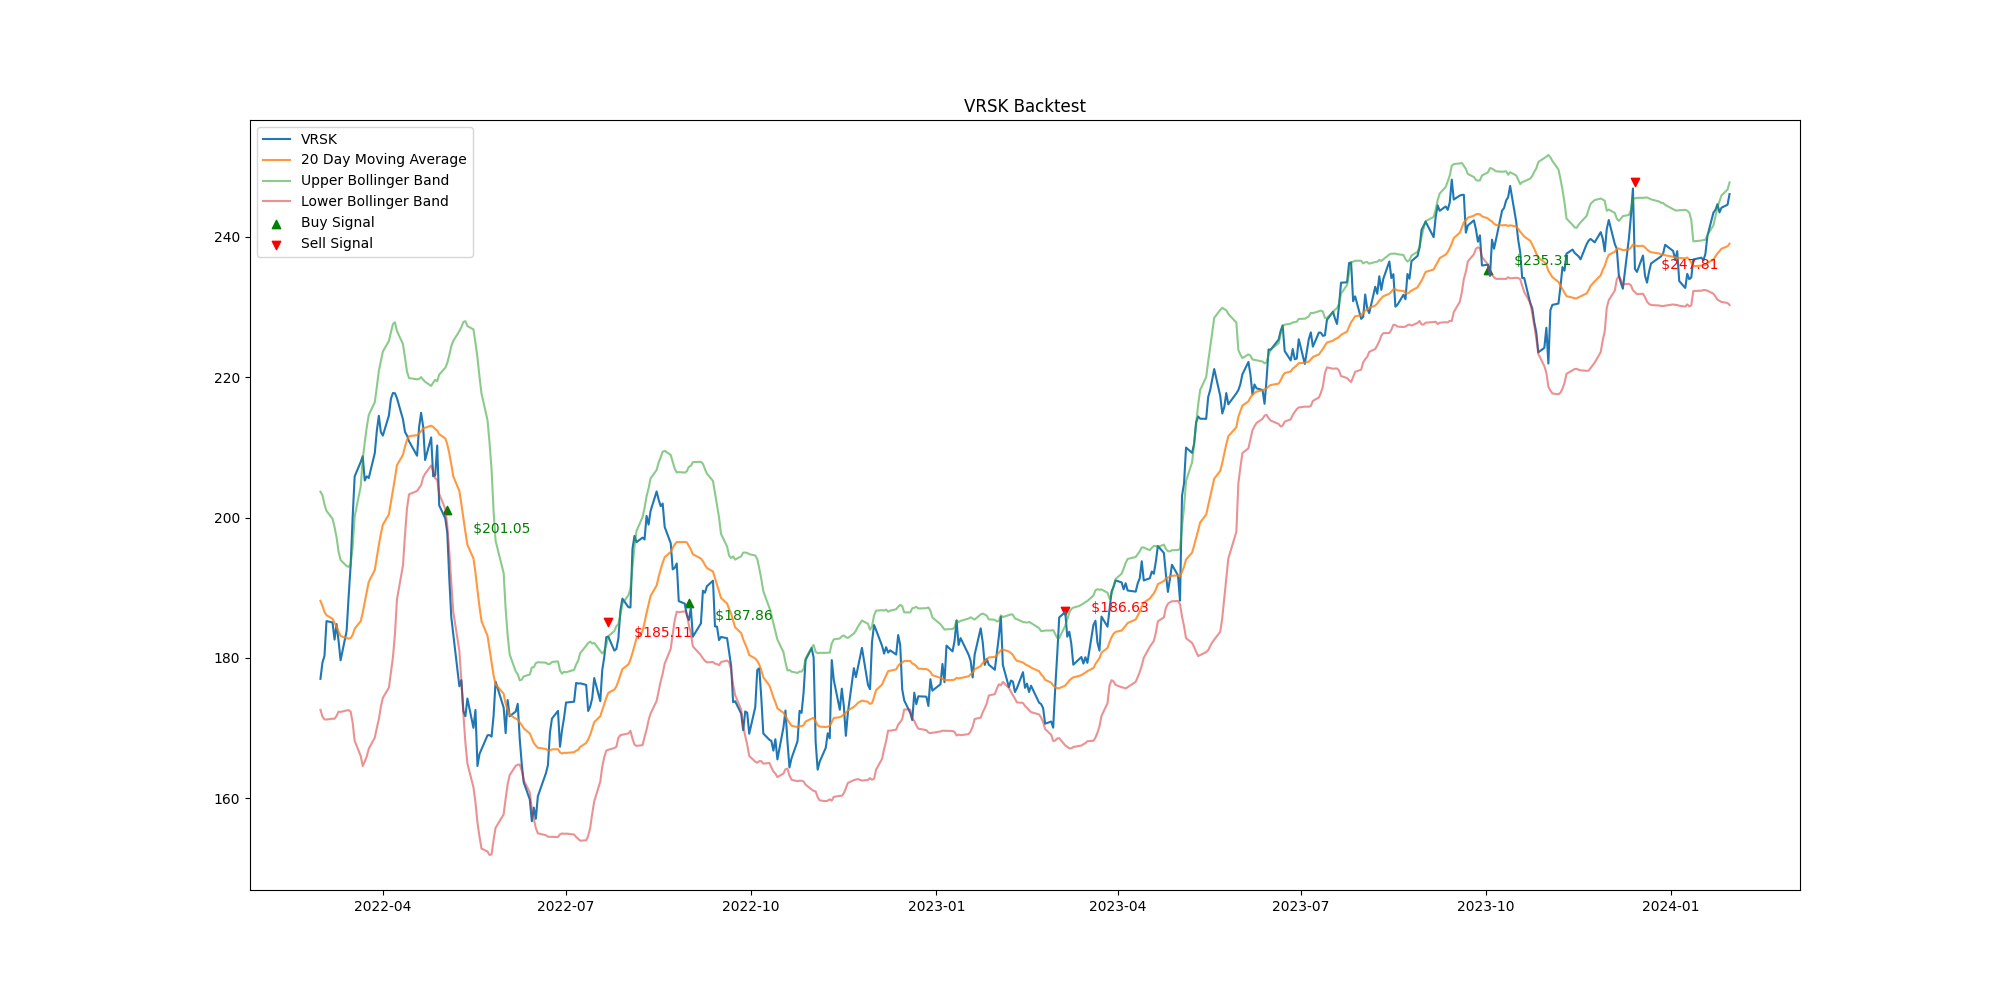 VRSK Backtest
VRSK
20 Day Moving Average
Upper Bollinger Band
Lower Bollinger Band
Buy Signal
Sell Signal
240
220
200
180
160
$201.05
$185.11
$187.86
$186.63
$235.31
$247.81
2022-04
2022-07
2022-10
2023-01
2023-04
2023-07
2023-10
2024-01